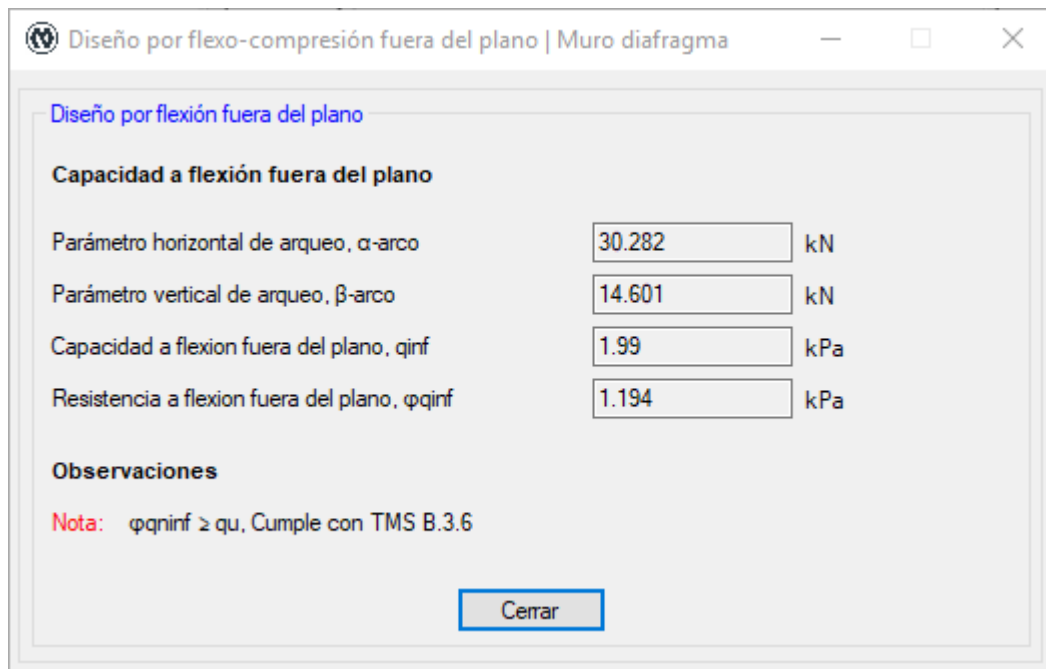 Diseño por flexo-compresión fuera del plano | Muro diafragma
Diseño por flexión fuera del plano
Capacidad a flexión fuera del plano
Parámetro horizontal de arqueo, α-arco 30.282 kN
Parámetro vertical de arqueo, β-arco 14.601 kN
Capacidad a flexion fuera del plano, qinf 1.99 kPa
Resistencia a flexion fuera del plano, φqinf 1.194 kPa
Observaciones
Nota: φqninf ≥ qu, Cumple con TMS B.3.6
Cerrar